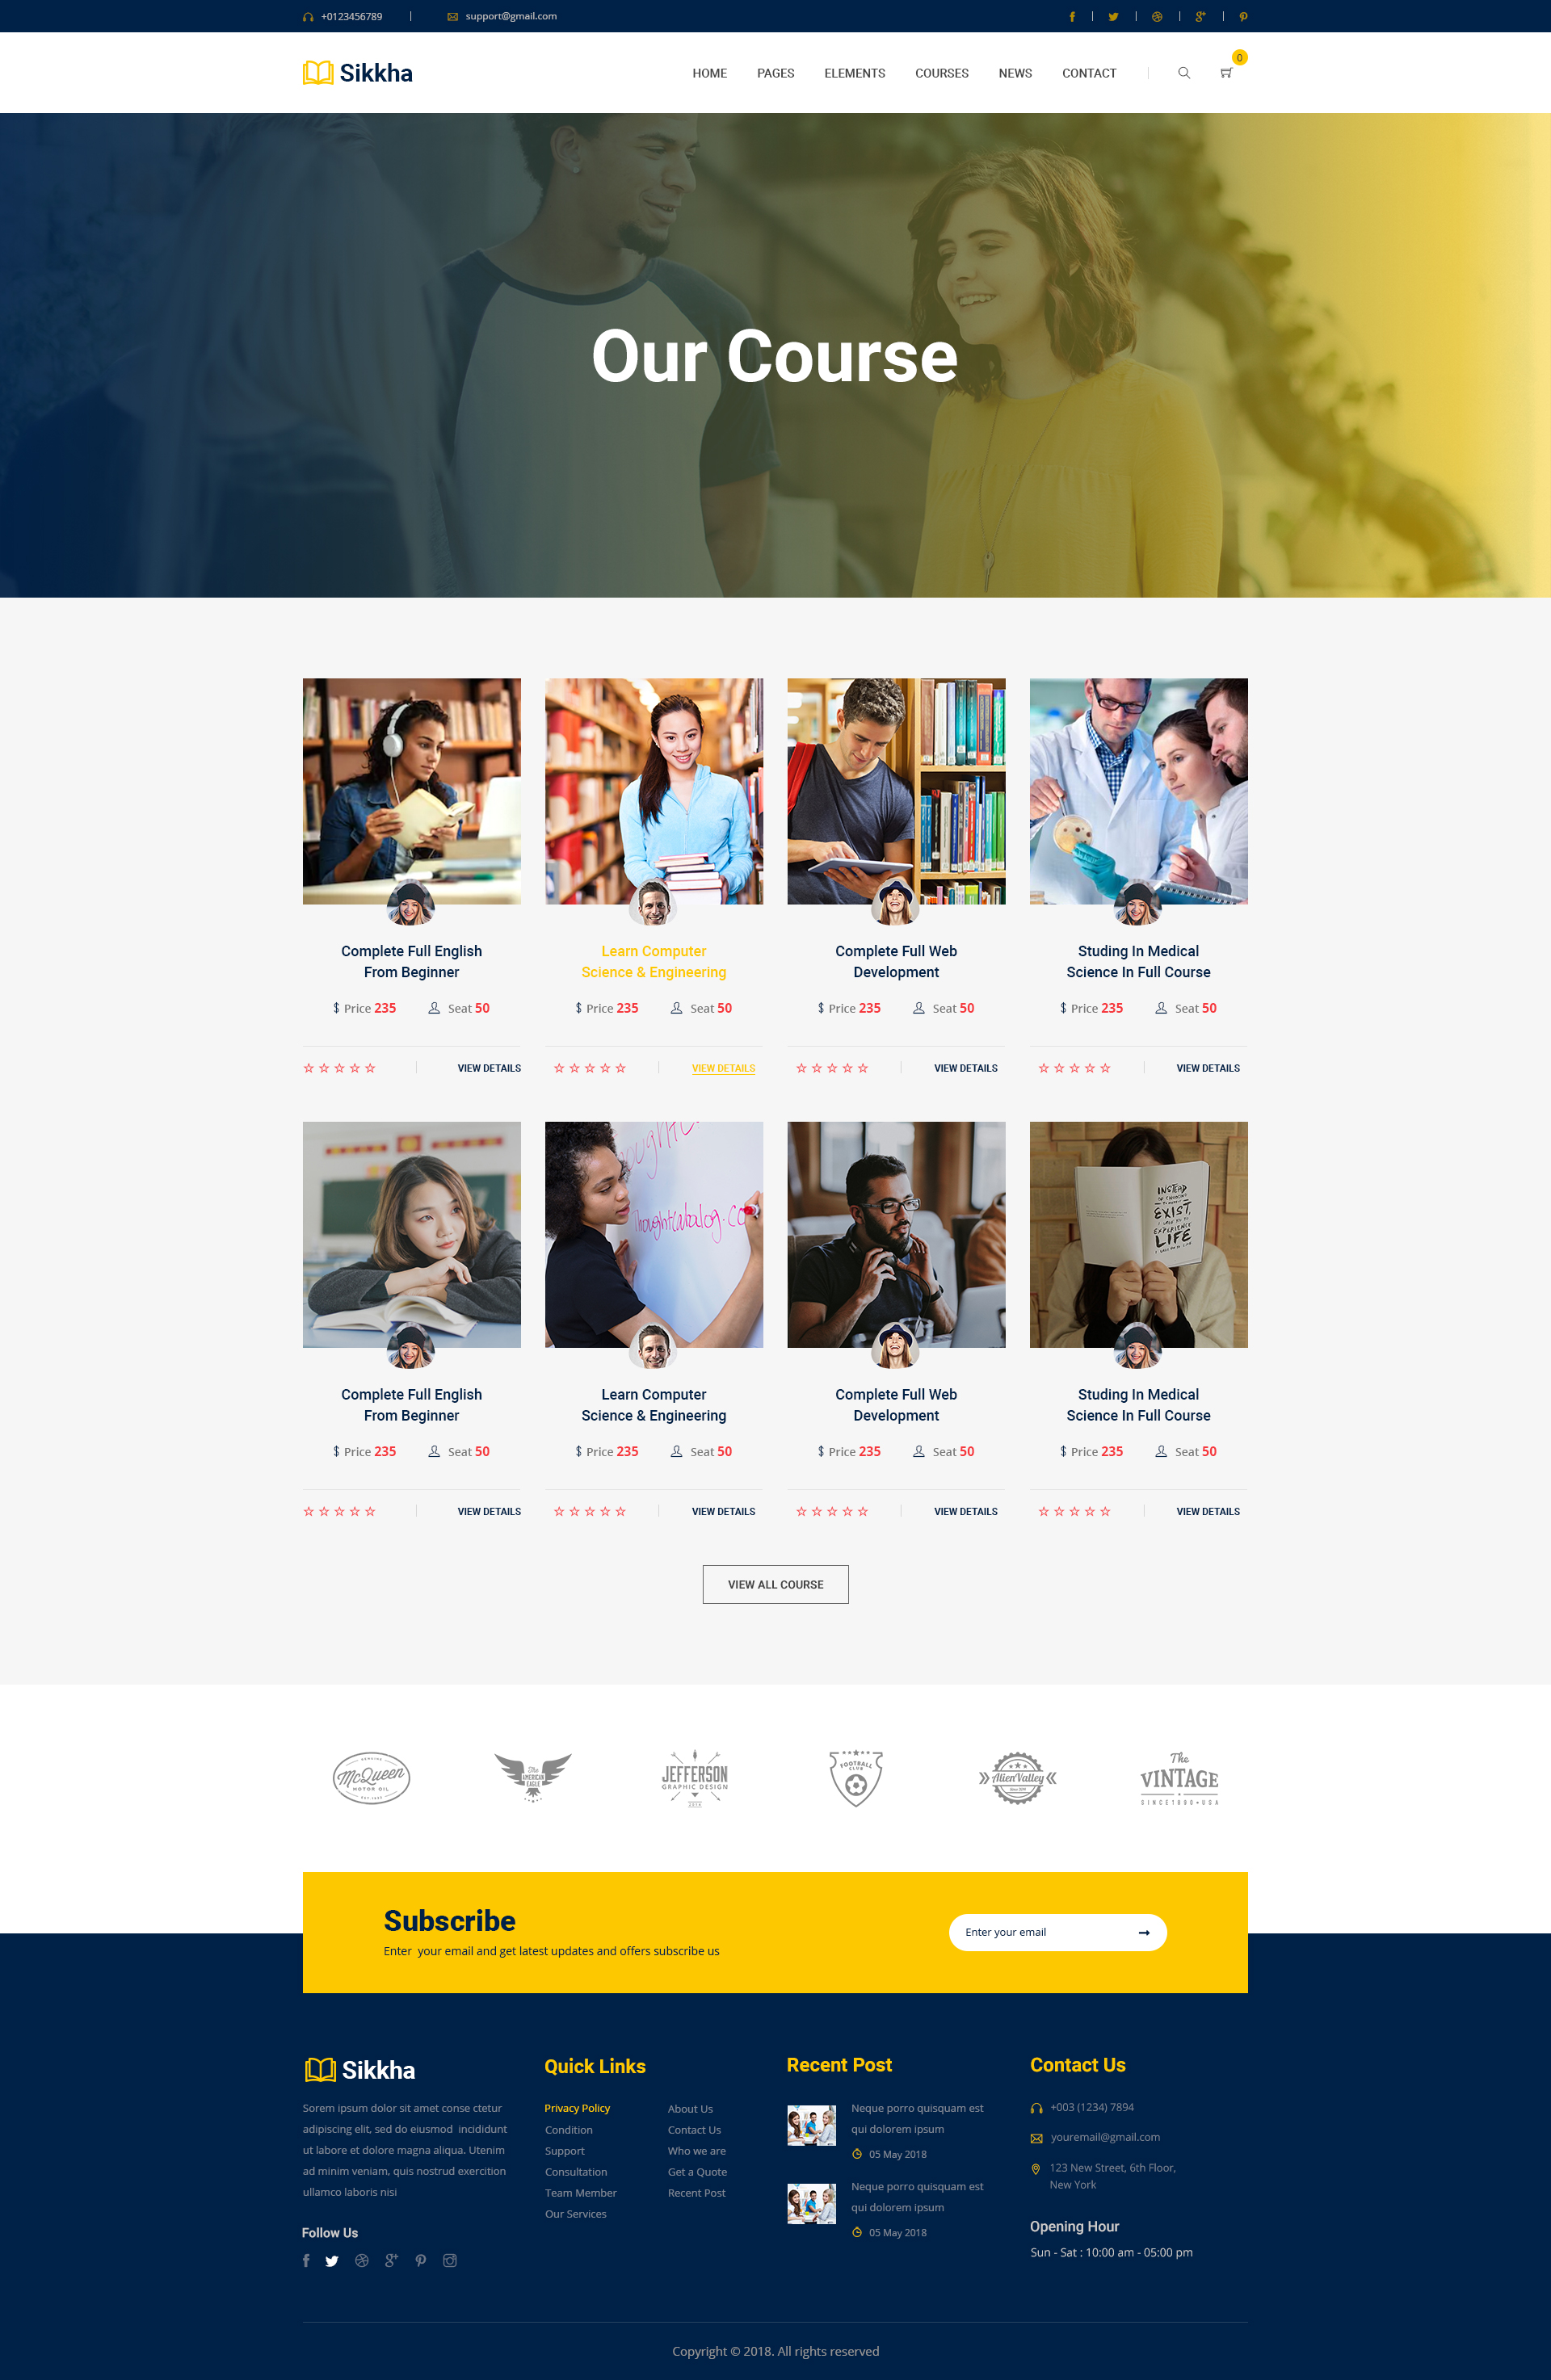 +0123456789
support@gmail.com
Sikkha
HOME PAGES ELEMENTS COURSES NEWS CONTACT
0
Our Course
Complete Full English
From Beginner
$ Price 235 Seat 50
VIEW DETAILS
Learn Computer
Science & Engineering
$ Price 235 Seat 50
VIEW DETAILS
Complete Full Web
Development
$ Price 235 Seat 50
VIEW DETAILS
Studing In Medical
Science In Full Course
$ Price 235 Seat 50
VIEW DETAILS
Thoughtcatalog.co
INSTEAD
EXIST,
EXPERIENCE
LIFE
Complete Full English
From Beginner
$ Price 235 Seat 50
VIEW DETAILS
Learn Computer
Science & Engineering
$ Price 235 Seat 50
VIEW DETAILS
Complete Full Web
Development
$ Price 235 Seat 50
VIEW DETAILS
Studing In Medical
Science In Full Course
$ Price 235 Seat 50
VIEW DETAILS
VIEW ALL COURSE
McQueen
MOTOR OIL
The
AMERICAN
EAGLE
JEFFERSON
GRAPHIC DESIGN
FOOTBALL
CLUB
AlienValley
The
VINTAGE
SINCE 1880 USA
Subscribe
Enter your email and get latest updates and offers subscribe us
Enter your email
Sikkha
Sorem ipsum dolor sit amet conse ctetur
adipiscing elit, sed do eiusmod incididunt
ut labore et dolore magna aliqua. Utenim
ad minim veniam, quis nostrud exercition
ullamco laboris nisi
Follow Us
Quick Links
Privacy Policy
Condition
Support
Consultation
Team Member
Our Services
About Us
Contact Us
Who we are
Get a Quote
Recent Post
Recent Post
Neque porro quisquam est
qui dolorem ipsum
05 May 2018
Neque porro quisquam est
qui dolorem ipsum
05 May 2018
Contact Us
+003 (1234) 7894
youremail@gmail.com
123 New Street, 6th Floor,
New York
Opening Hour
Sun - Sat : 10:00 am - 05:00 pm
Copyright © 2018. All rights reserved